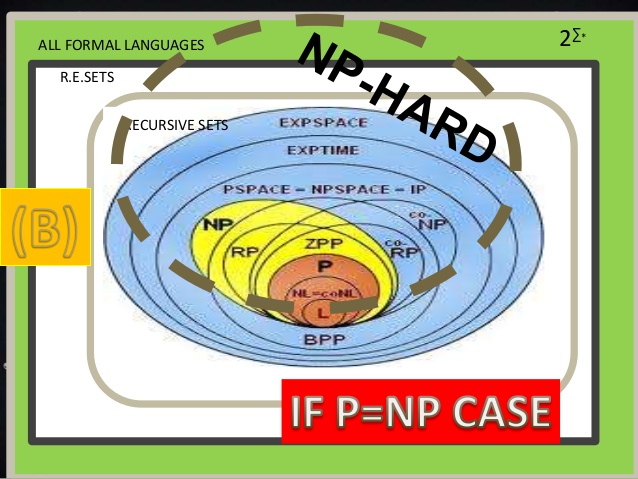 ALL FORMAL LANGUAGES
2^Σ*
R.E.SETS
NP-HARD
RECURSIVE SETS
EXPSPACE
EXPTIME
PSPACE – NPSPACE – IP
(B)
NP
co-NP
RP
ZPP
co-RP
P
NL=coNL
L
BPP
IF P=NP CASE